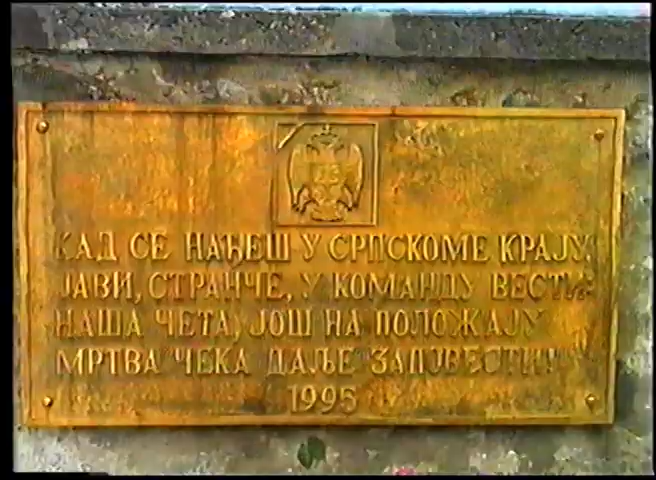 КАД СЕ НАЂЕШ У СРПСКОМЕ КРАЈУ,
ЈАВИ, СТРАНЧЕ, У КОМАНДУ ВЕСТИ:
НАША ЧЕТА, ЈОШ НА ПОЛОЖАЈУ
МРТВА ЧЕКА ДАЉЕ ЗАПОВЕСТИ!
1995